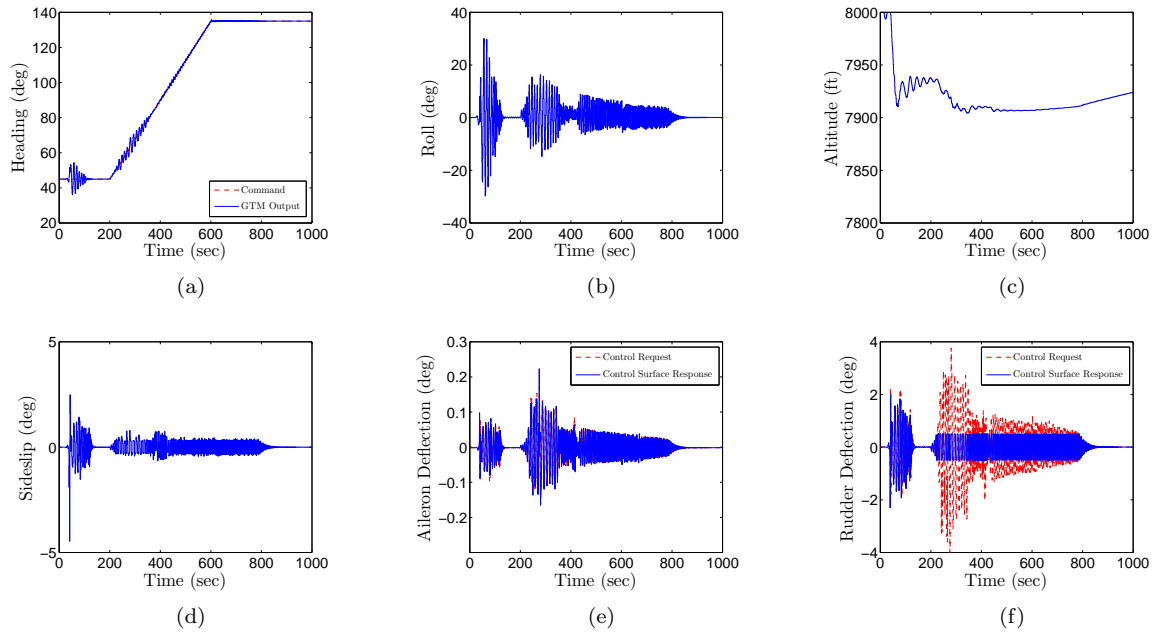 140
120
100
80
60
40
20
0 200 400 600 800 1000
Heading (deg)
Time (sec)
Command
GTM Output
(a)
40
20
0
−20
−40
0 200 400 600 800 1000
Roll (deg)
Time (sec)
(b)
8000
7950
7900
7850
7800
0 200 400 600 800 1000
Altitude (ft)
Time (sec)
(c)
5
0
−5
0 200 400 600 800 1000
Sideslip (deg)
Time (sec)
(d)
0.3
0.2
0.1
0
−0.1
−0.2
0 200 400 600 800 1000
Aileron Deflection (deg)
Time (sec)
Control Request
Control Surface Response
(e)
4
2
0
−2
−4
0 200 400 600 800 1000
Rudder Deflection (deg)
Time (sec)
Control Request
Control Surface Response
(f)